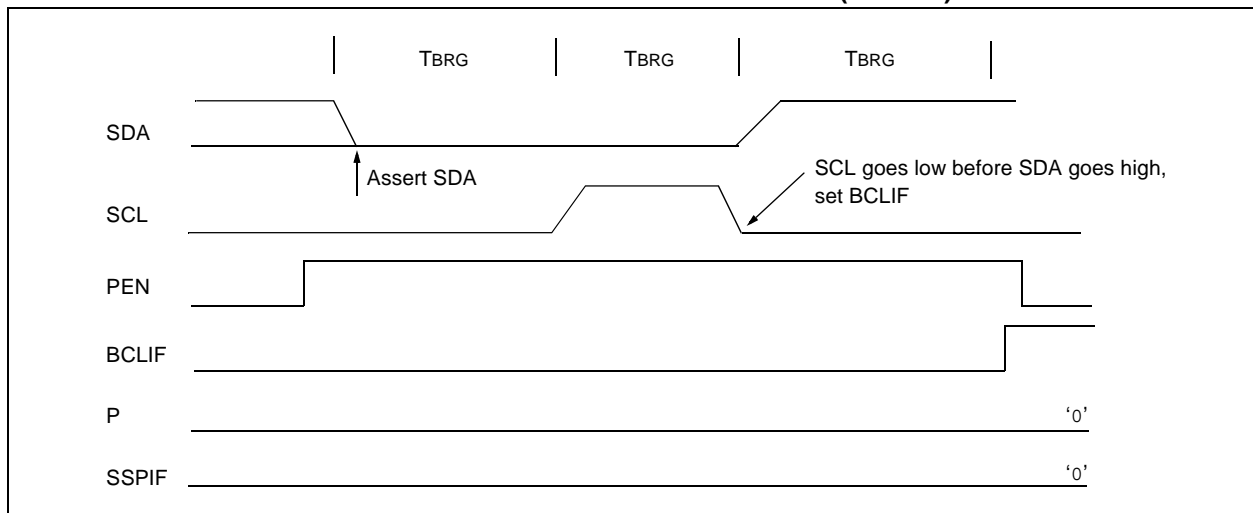 TBRG TBRG TBRG
SDA
Assert SDA
SCL goes low before SDA goes high,
set BCLIF
SCL
PEN
BCLIF
P
‘0’
SSPIF
‘0’